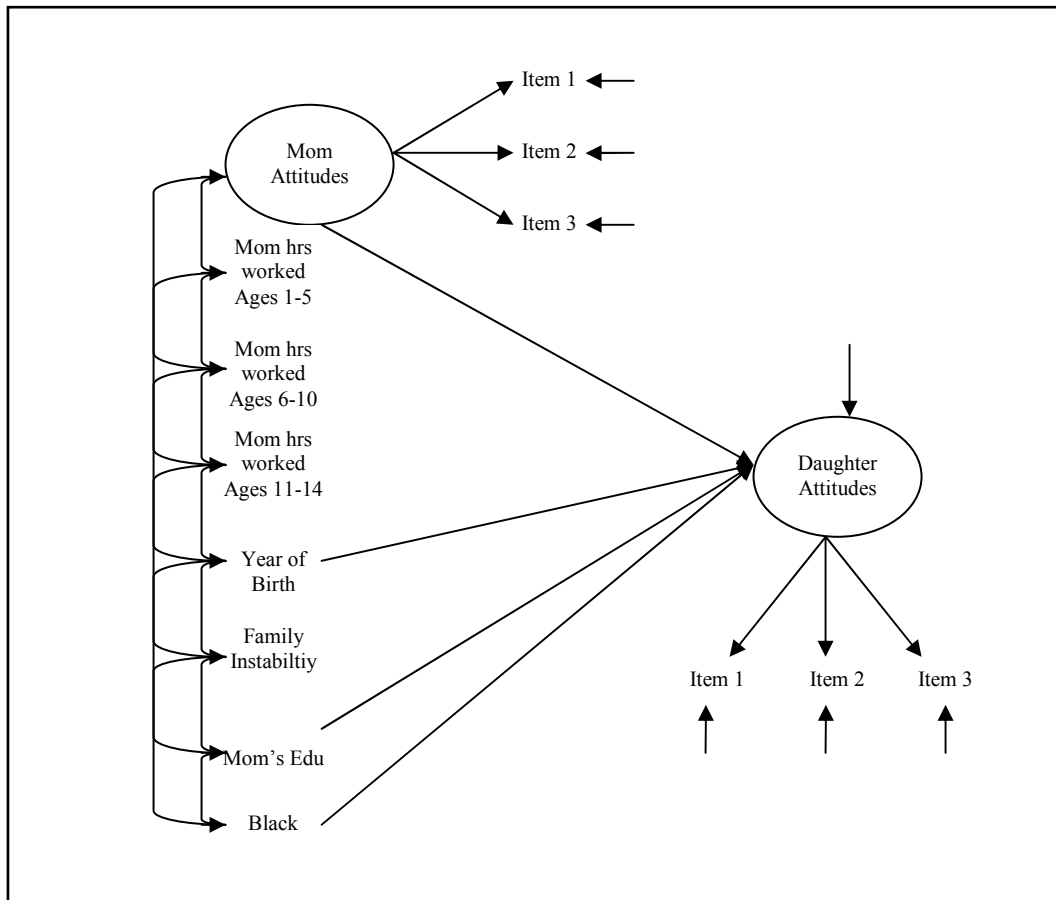 Item 1
Mom
Attitudes
Item 2
Item 3
Mom hrs
worked
Ages 1-5
Mom hrs
worked
Ages 6-10
Mom hrs
worked
Ages 11-14
Daughter
Attitudes
Year of
Birth
Family
Instabiltiy
Item 1
Item 2
Item 3
Mom's Edu
Black